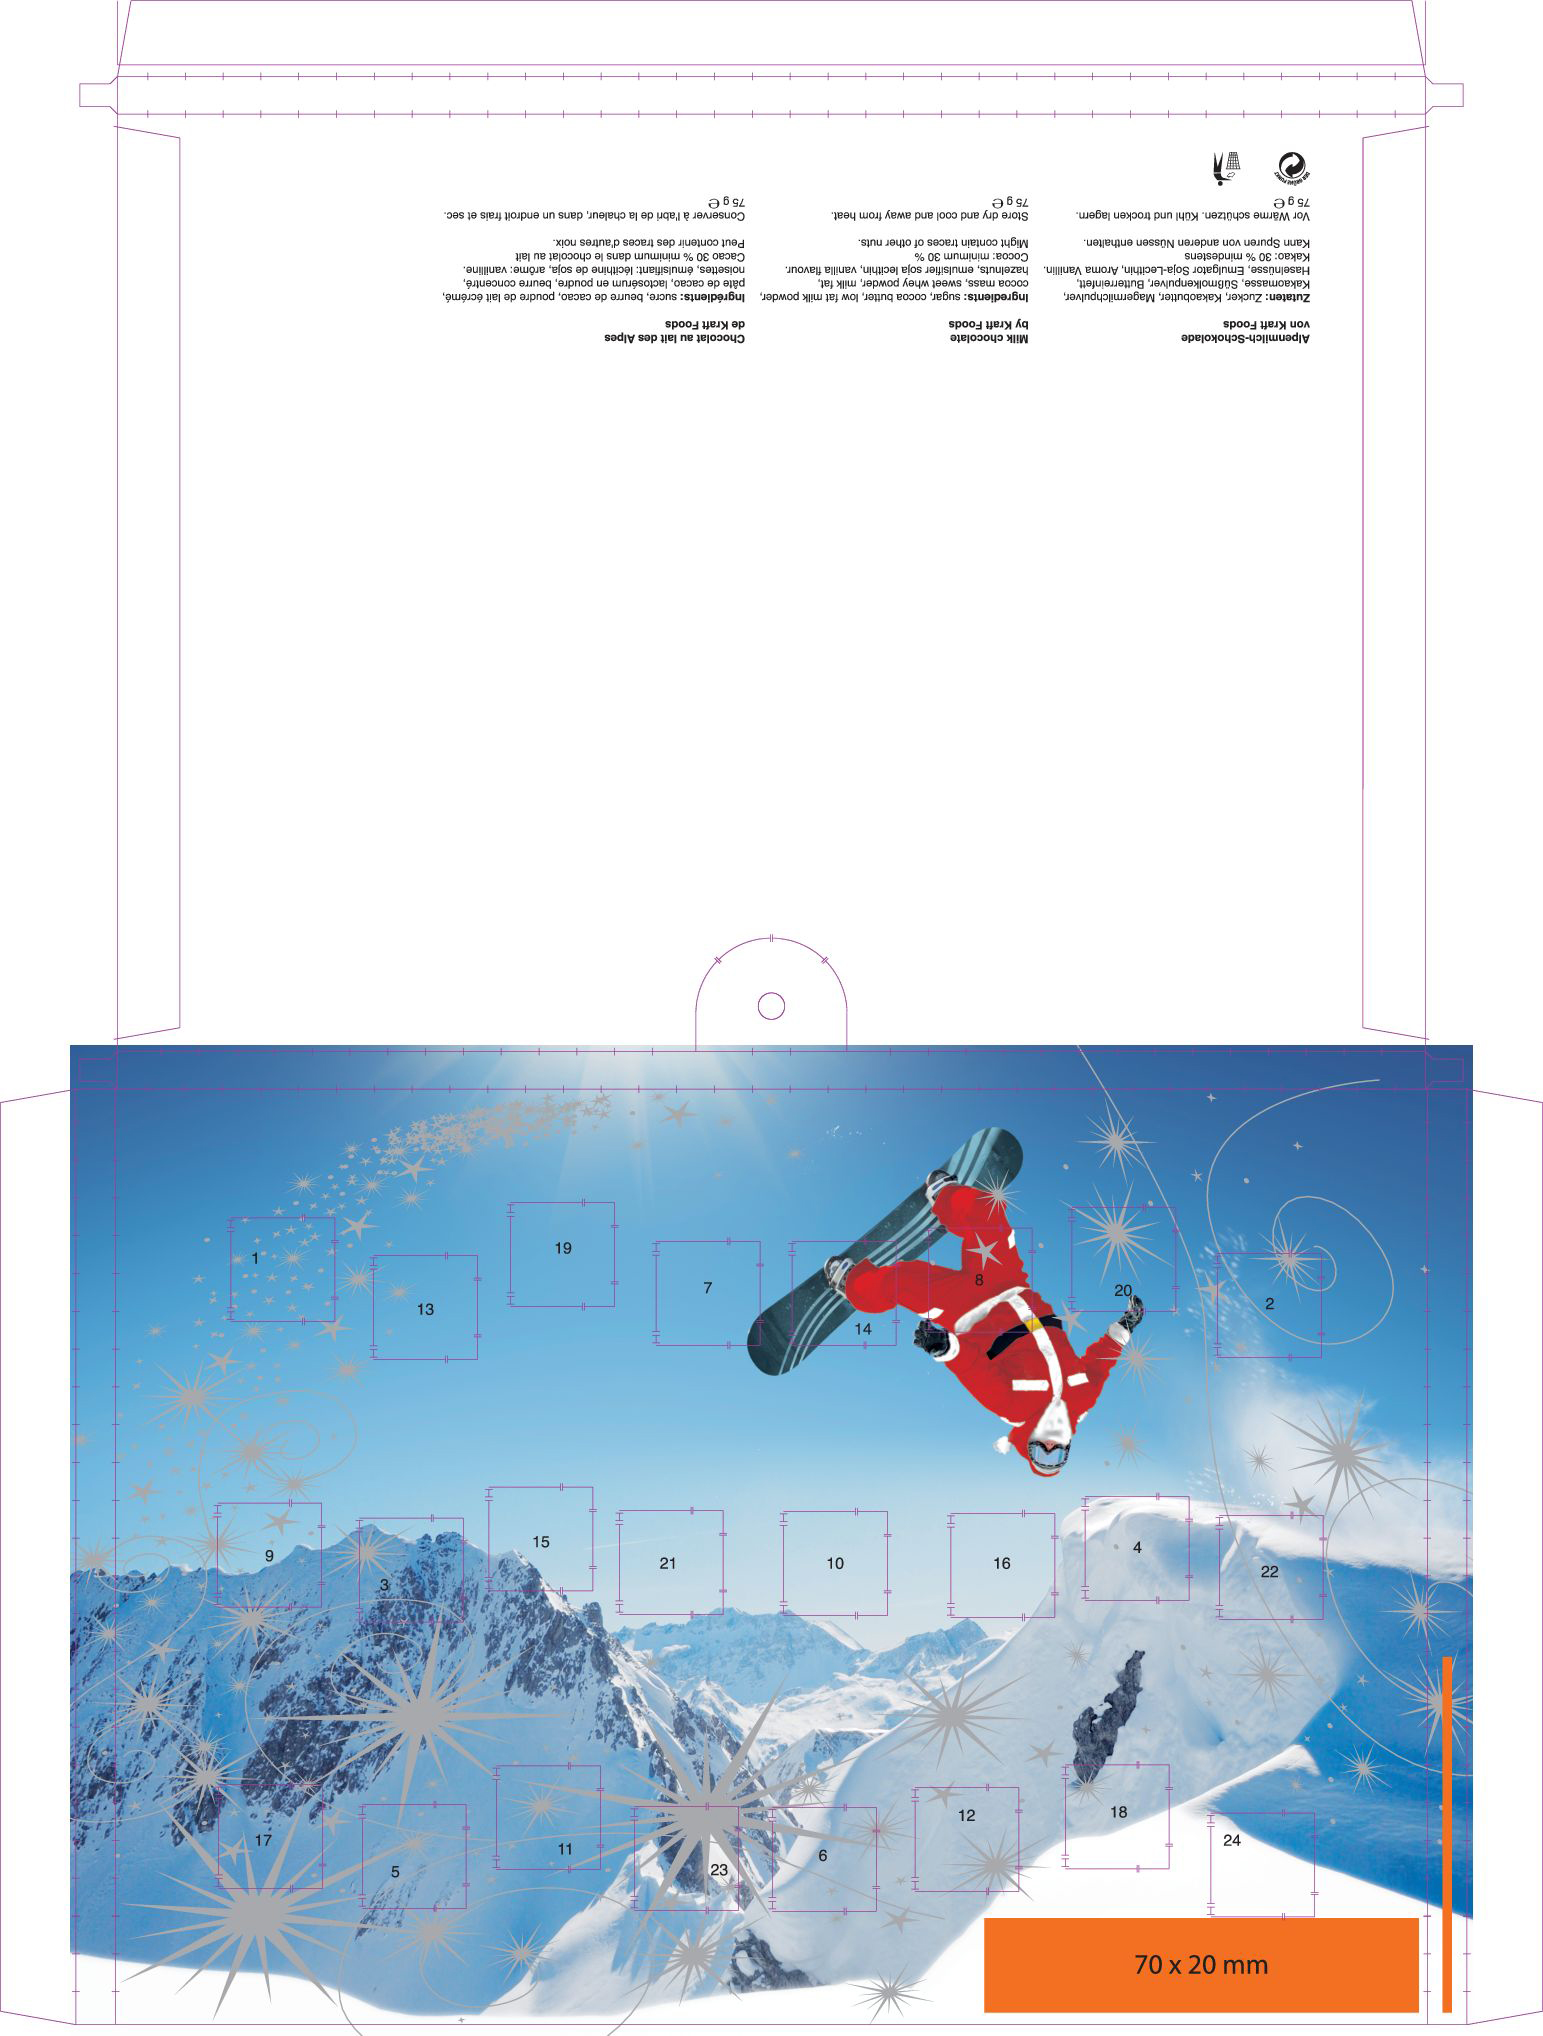 Alpenmilch-Schokolade
von Kraft Foods
Zutaten: Zucker, Kakaobutter, Magermilchpulver,
Kakaomasse, Süßmolkenpulver, Butterreinfett,
Haselnüsse, Emulgator Soja-Lecithin, Aroma Vanillin.
Kakao: 30 % mindestens
Kann Spuren von anderen Nüssen enthalten.
Vor Wärme schützen. Kühl und trocken lagern.
75 g ℮
DER GRÜNE PUNKT
Milk chocolate
by Kraft Foods
Ingredients: sugar, cocoa butter, low fat milk powder,
cocoa mass, sweet whey powder, milk fat,
hazelnuts, emulsifier soja lecithin, vanilla flavour.
Cocoa: minimum 30 %
Might contain traces of other nuts.
Store dry and cool and away from heat.
75 g ℮
Chocolat au lait des Alpes
de Kraft Foods
Ingrédients: sucre, beurre de cacao, poudre de lait écrémé,
pâte de cacao, lactosérum en poudre, beurre concentré,
noisettes, émulsifiant: lécithine de soja, arôme: vanilline.
Cacao 30 % minimum dans le chocolat au lait
Peut contenir des traces d'autres noix.
Conserver à l'abri de la chaleur, dans un endroit frais et sec.
75 g ℮
1
13
19
7
14
8
20
2
9
3
15
21
10
16
4
22
17
5
11
23
6
12
18
24
70 x 20 mm